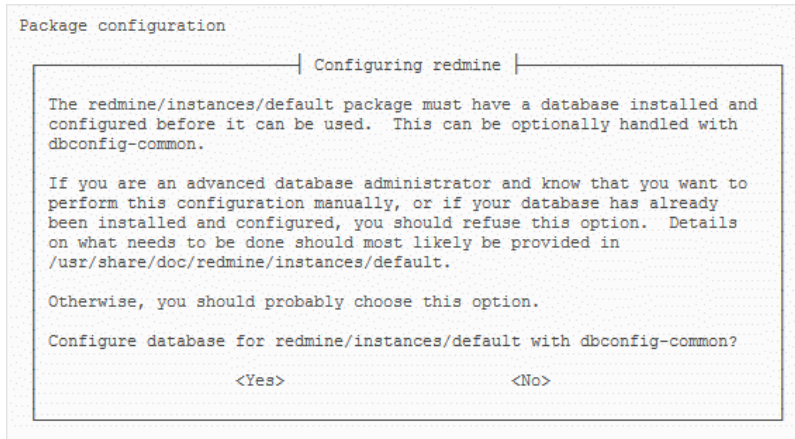 Package configuration
Configuring redmine
The redmine/instances/default package must have a database installed and
configured before it can be used.  This can be optionally handled with
dbconfig-common.
If you are an advanced database administrator and know that you want to
perform this configuration manually, or if your database has already
been installed and configured, you should refuse this option.  Details
on what needs to be done should most likely be provided in
/usr/share/doc/redmine/instances/default.
Otherwise, you should probably choose this option.
Configure database for redmine/instances/default with dbconfig-common?
<Yes> <No>